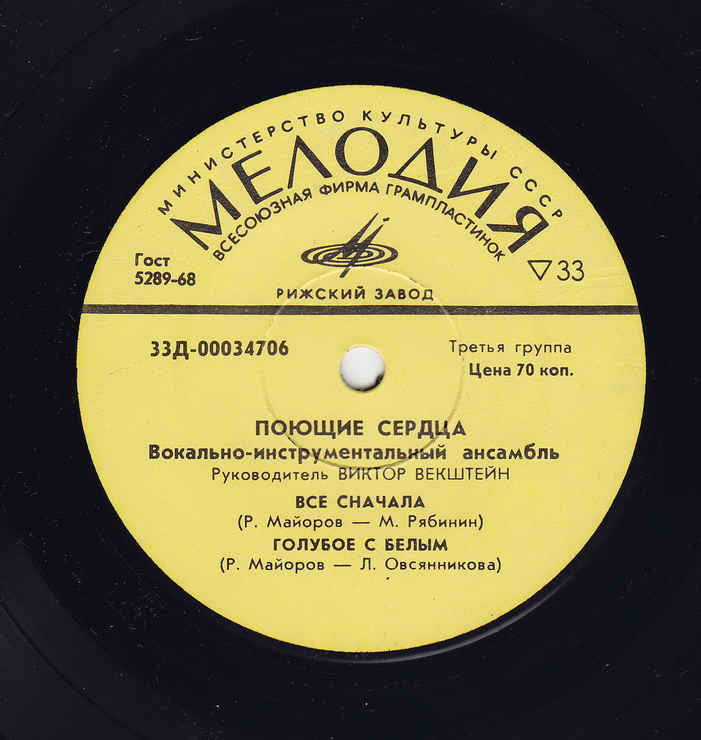 МИНИСТЕРСТВО КУЛЬТУРЫ СССР
МЕЛОДИЯ
ВСЕСОЮЗНАЯ ФИРМА ГРАМПЛАСТИНОК
Гост
5289-68
▽33
РИЖСКИЙ ЗАВОД
33Д-00034706
Третья группа
Цена 70 коп.
ПОЮЩИЕ СЕРДЦА
Вокально-инструментальный ансамбль
Руководитель ВИКТОР ВЕКШТЕЙН
ВСЕ СНАЧАЛА
(Р. Майоров — М. Рябинин)
ГОЛУБОЕ С БЕЛЫМ
(Р. Майоров — Л. Овсянникова)